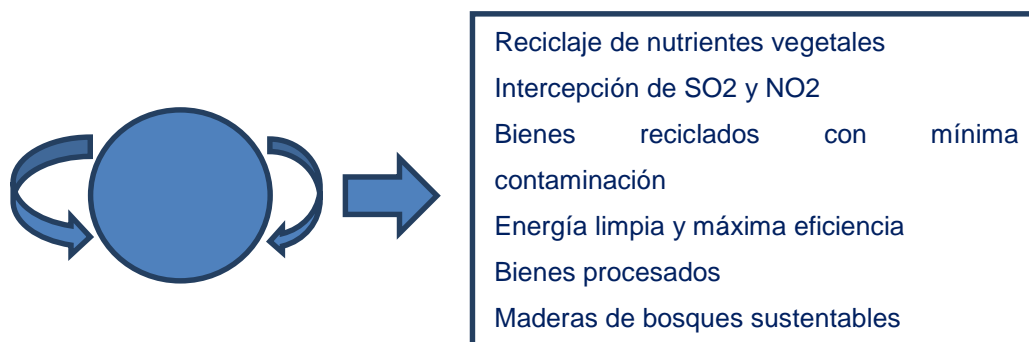 Reciclaje de nutrientes vegetales
Intercepción de SO2 y NO2
Bienes reciclados con mínima
contaminación
Energía limpia y máxima eficiencia
Bienes procesados
Maderas de bosques sustentables